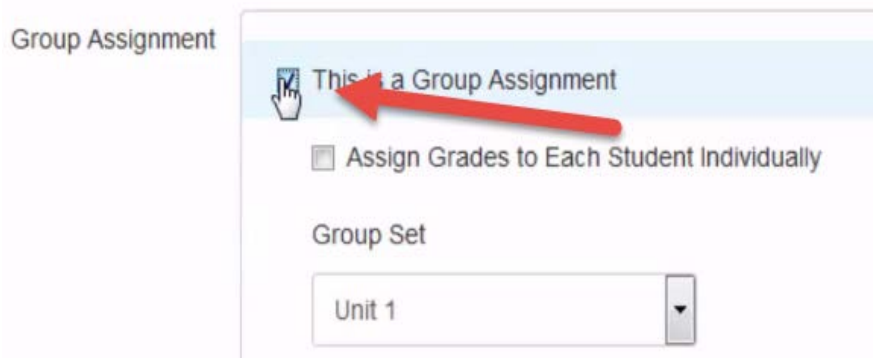 Group Assignment
This is a Group Assignment
Assign Grades to Each Student Individually
Group Set
Unit 1